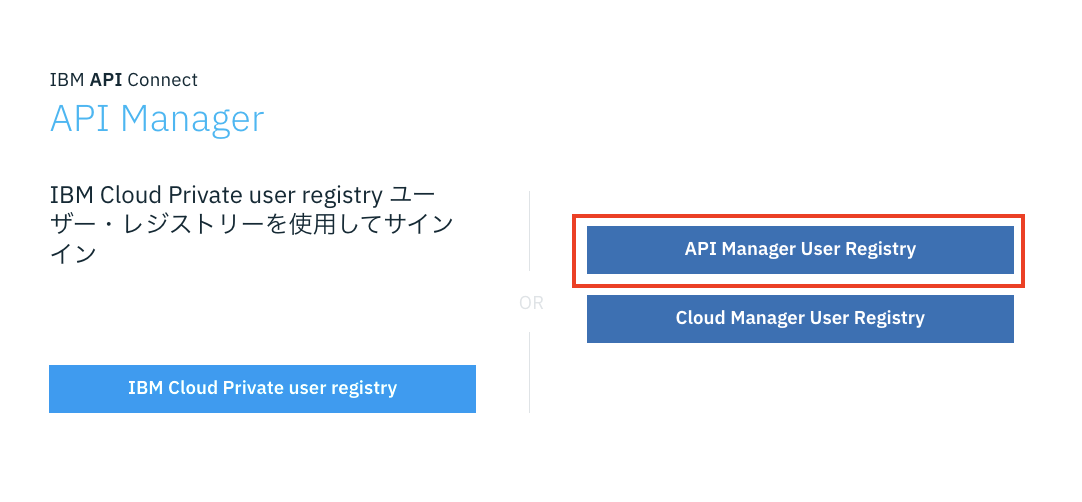 IBM API Connect
API Manager
IBM Cloud Private user registry ユー
ザー・レジストリーを使用してサイン
イン
IBM Cloud Private user registry
OR
API Manager User Registry
Cloud Manager User Registry